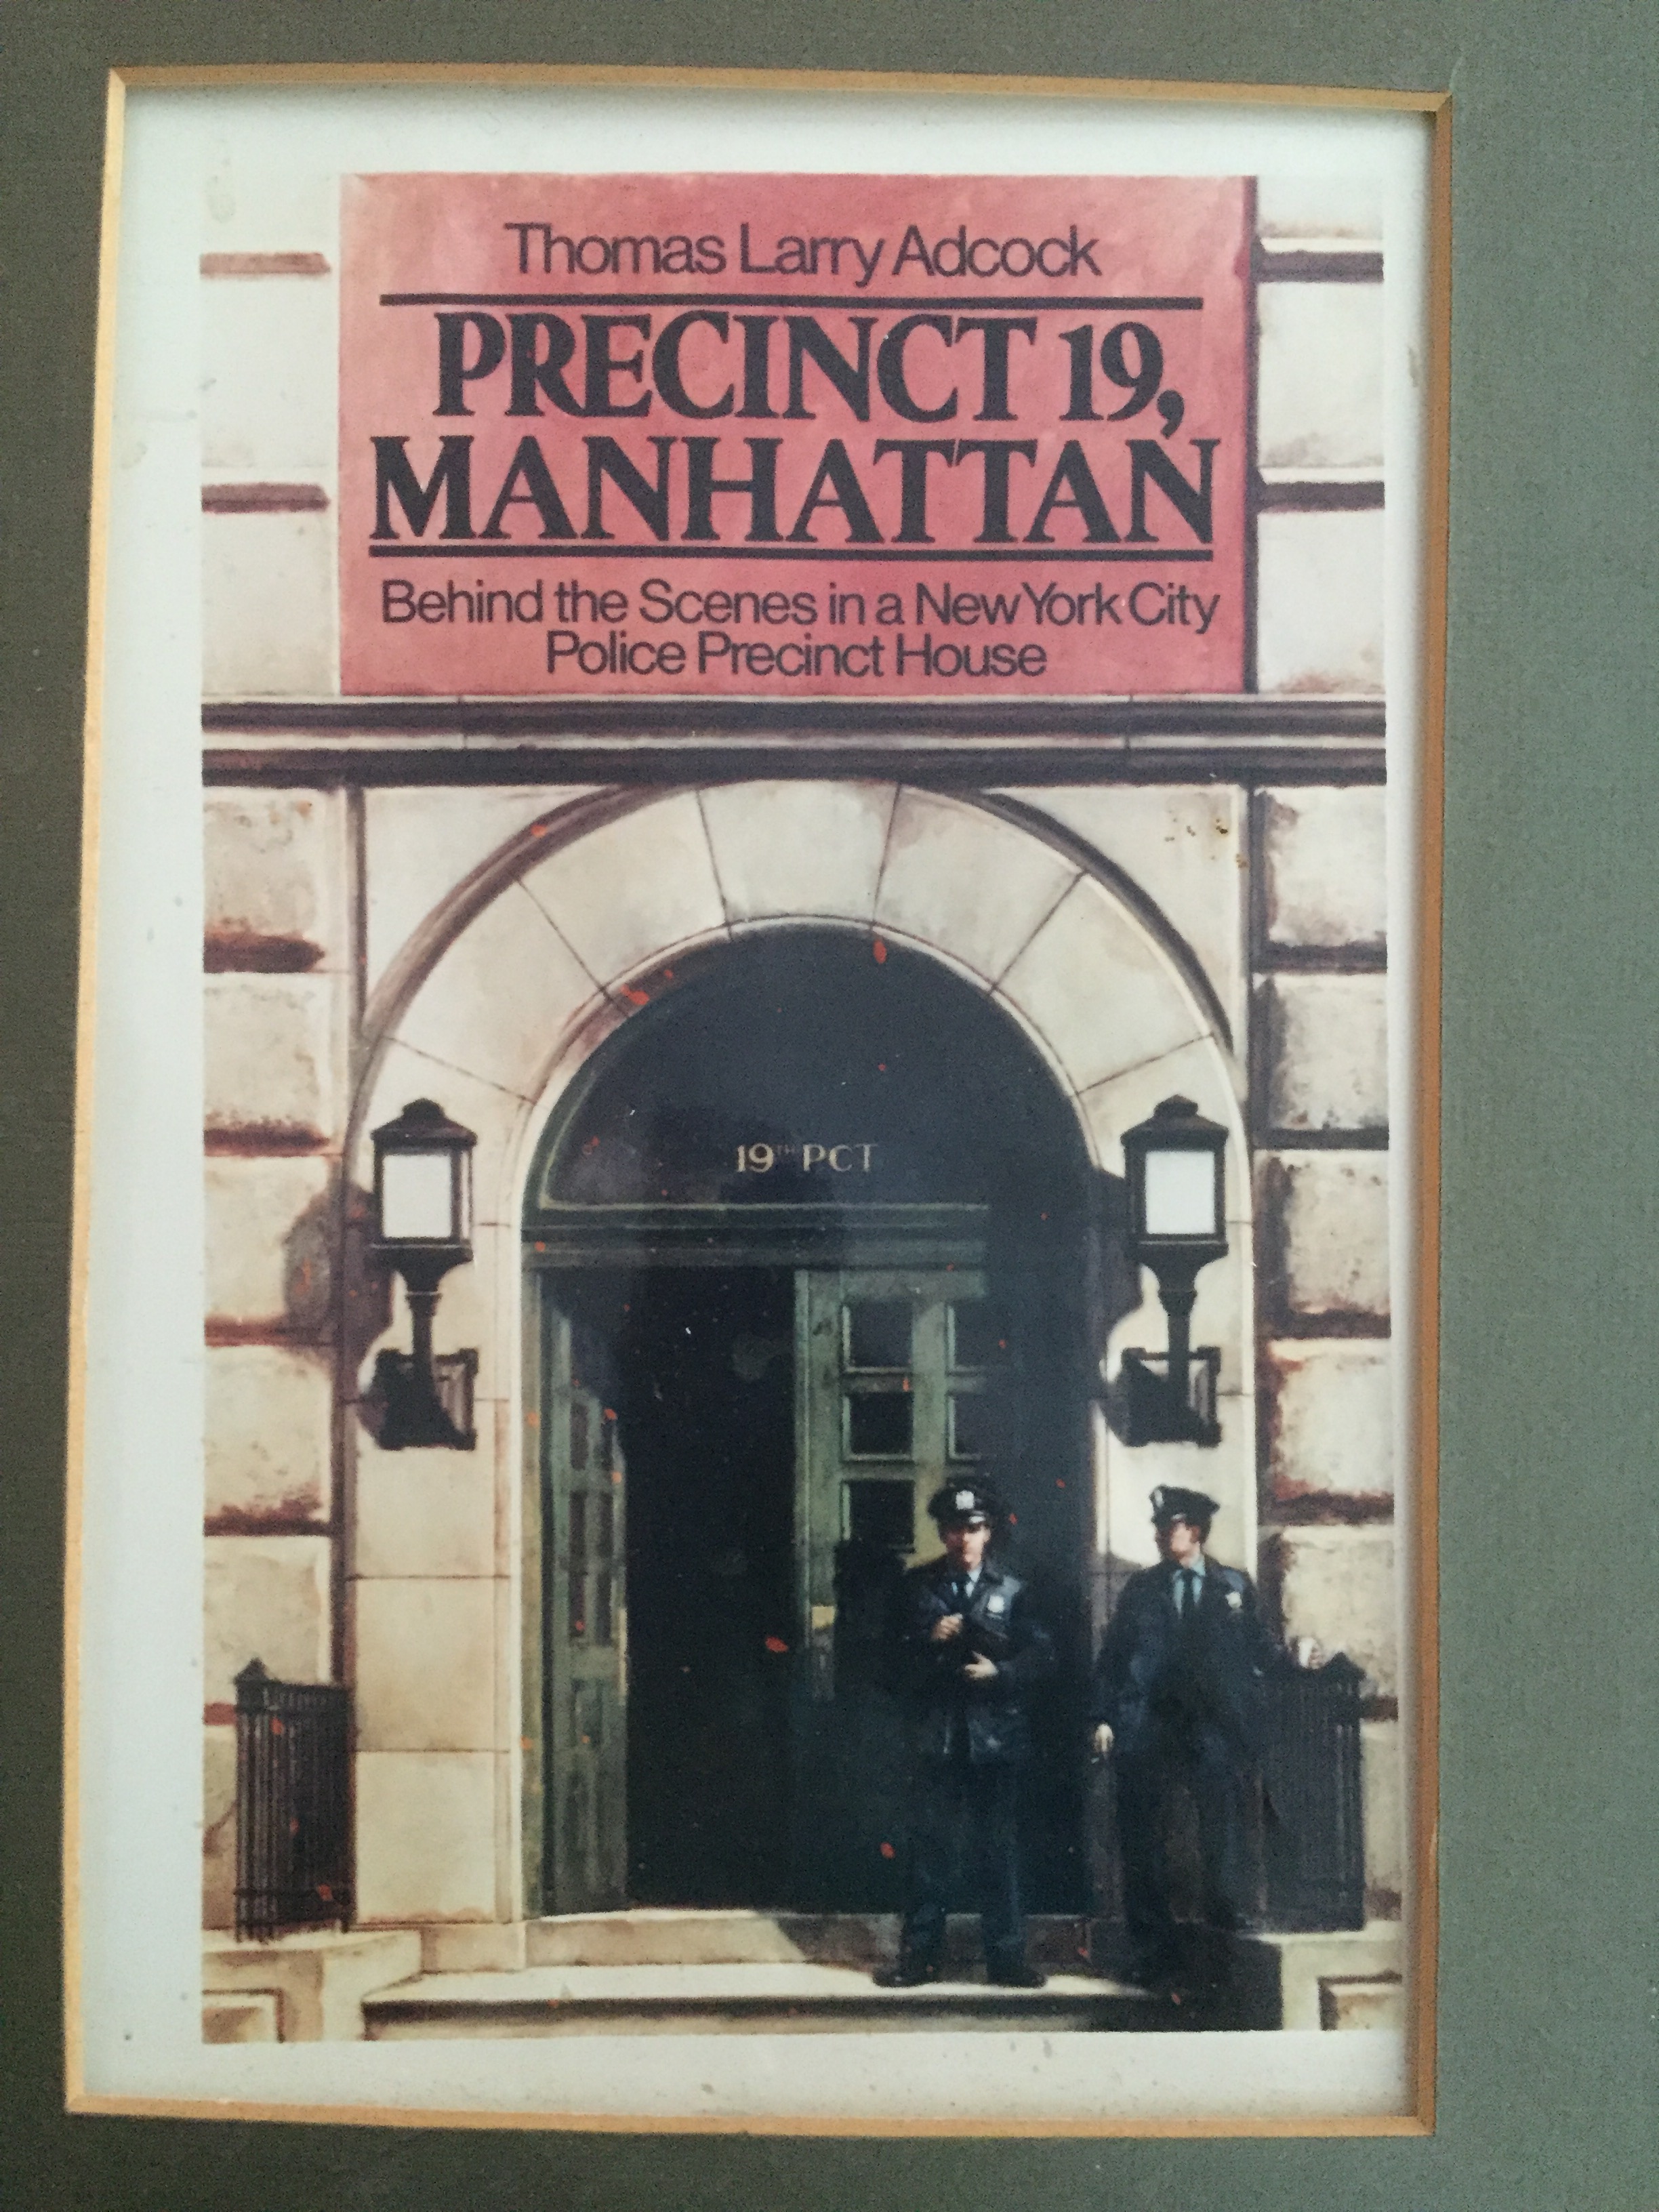 Thomas Larry Adcock
PRECINCT 19,
MANHATTAN
Behind the Scenes in a New York City
Police Precinct House
19TH PCT